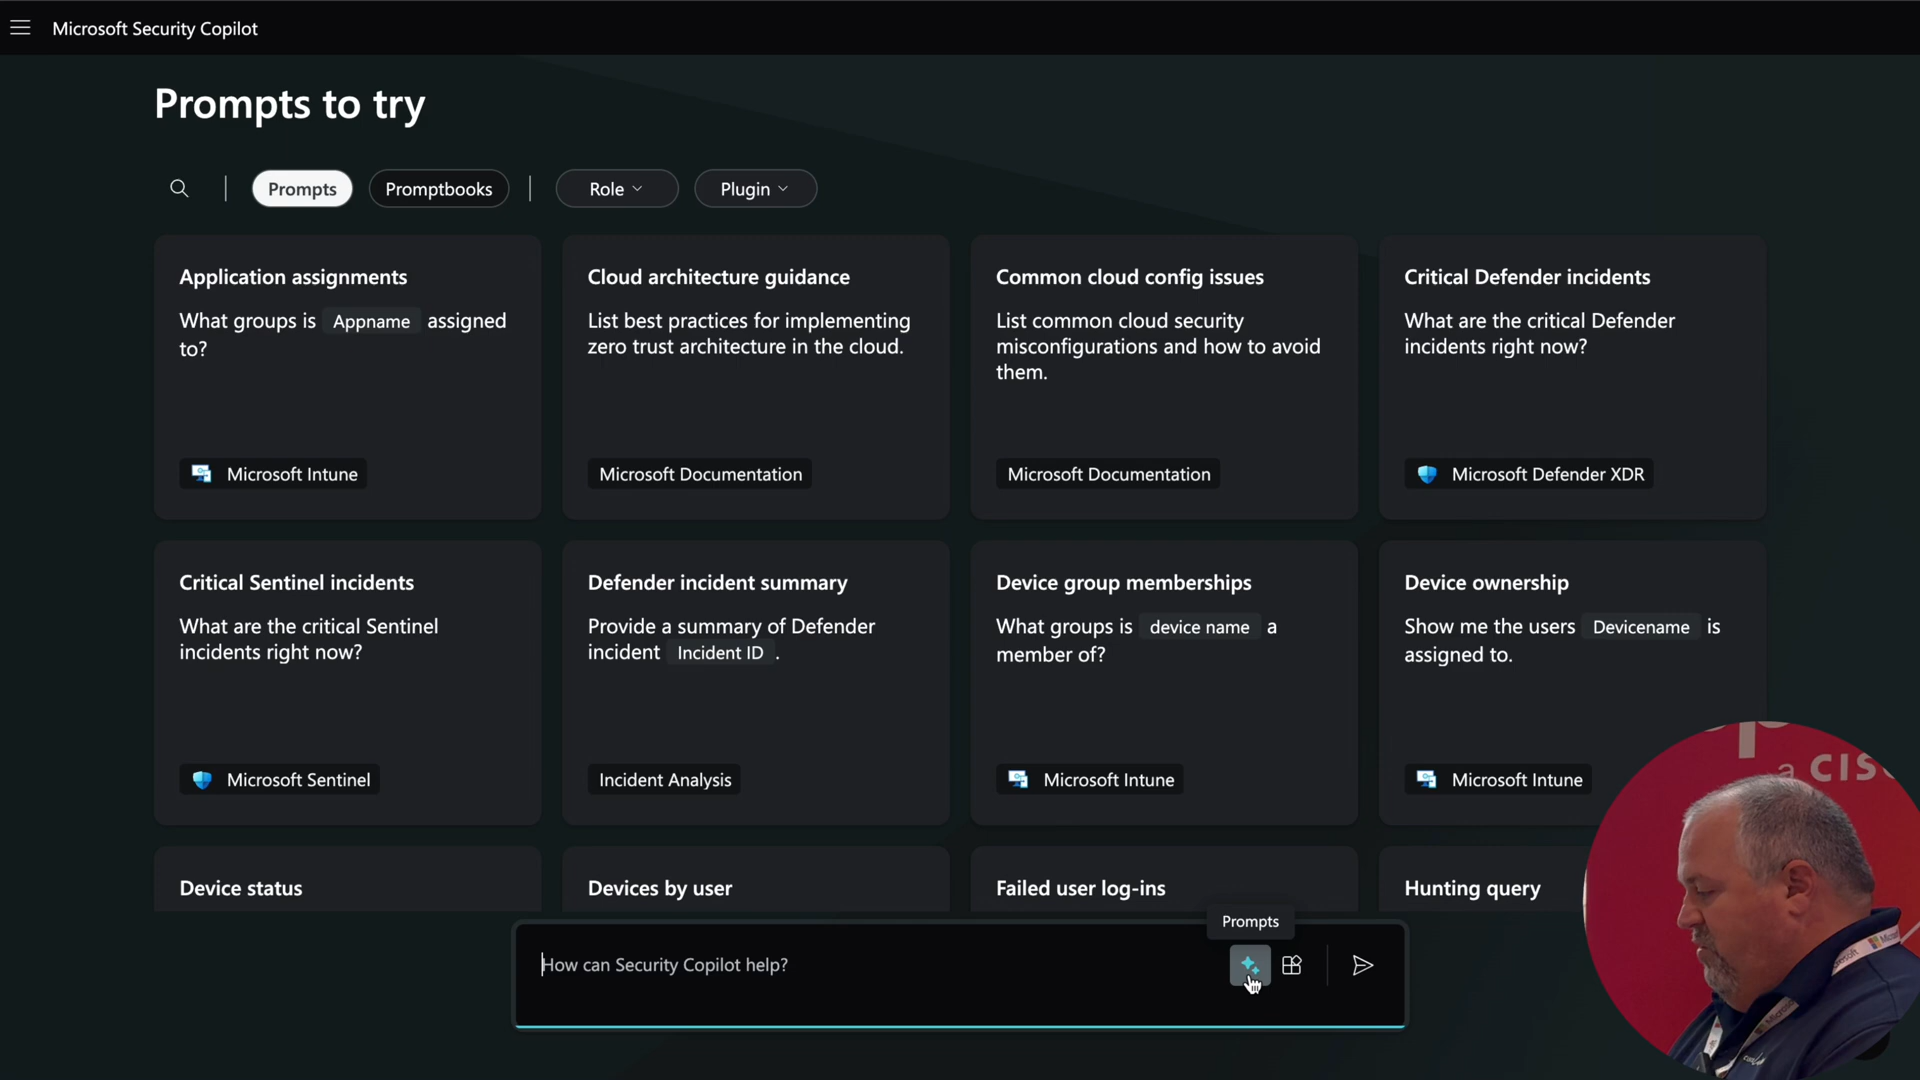 Microsoft Security Copilot
Prompts to try
Prompts
Promptbooks
Role
Plugin
Application assignments
What groups is Appname assigned
to?
Microsoft Intune
Cloud architecture guidance
List best practices for implementing
zero trust architecture in the cloud.
Microsoft Documentation
Common cloud config issues
List common cloud security
misconfigurations and how to avoid
them.
Microsoft Documentation
Critical Defender incidents
What are the critical Defender
incidents right now?
Microsoft Defender XDR
Critical Sentinel incidents
What are the critical Sentinel
incidents right now?
Microsoft Sentinel
Defender incident summary
Provide a summary of Defender
incident Incident ID .
Incident Analysis
Device group memberships
What groups is device name a
member of?
Microsoft Intune
Device ownership
Show me the users Devicename is
assigned to.
Microsoft Intune
Device status
Devices by user
Failed user log-ins
Hunting query
Prompts
How can Security Copilot help?
a CIS